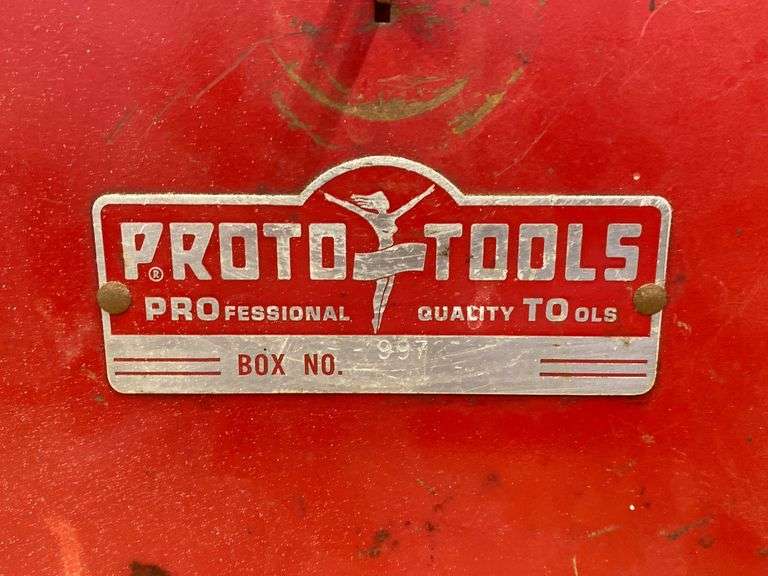 PROTO TOOLS
®
PROFESSIONAL QUALITY TOOLS
BOX NO. 997